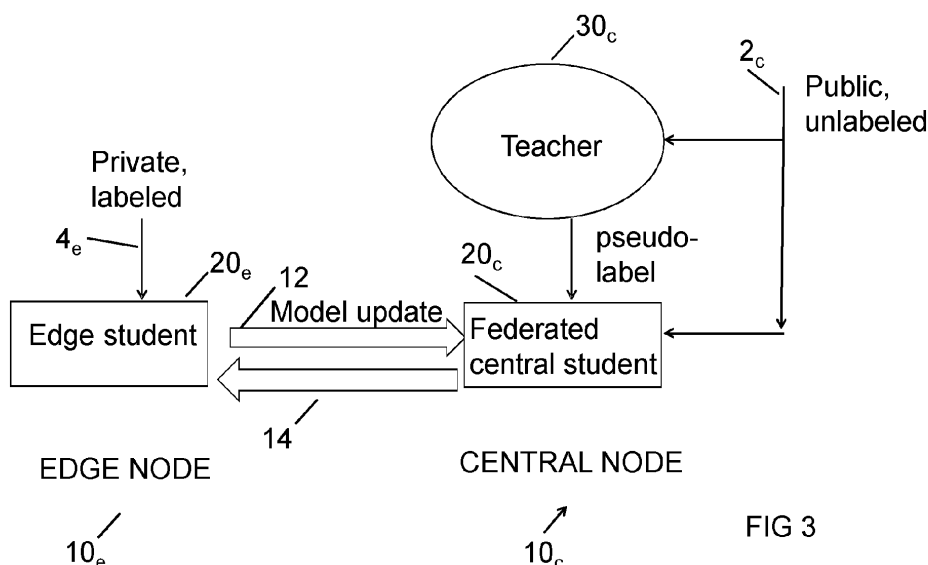 30c
2c
Public,
unlabeled
Teacher
Private,
labeled
4e
pseudo-
label
20e
20c
12
Model update
Edge student
Federated
central student
14
EDGE NODE
CENTRAL NODE
FIG 3
10e
10c